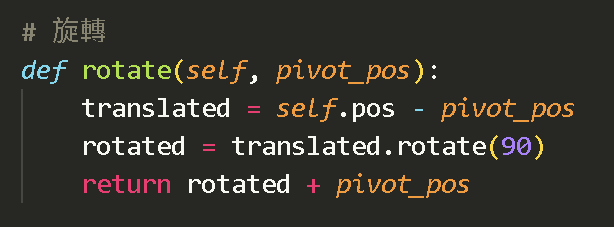 # 旋轉
def rotate(self, pivot_pos):
    translated = self.pos - pivot_pos
    rotated = translated.rotate(90)
    return rotated + pivot_pos